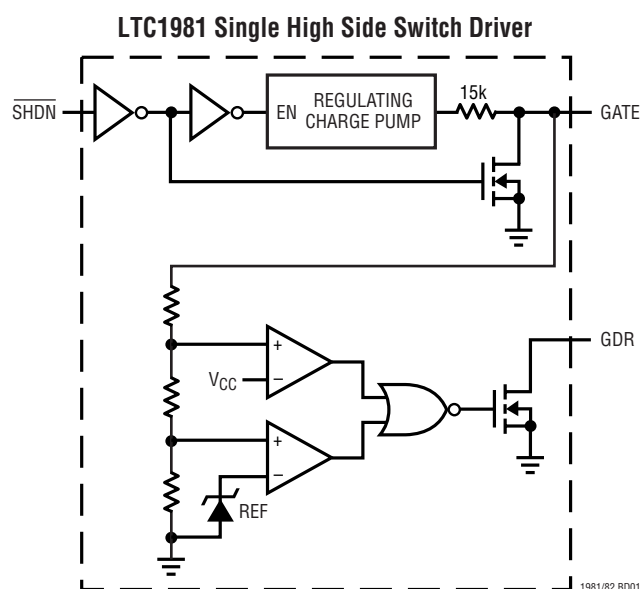 LTC1981 Single High Side Switch Driver
SHDN
EN
REGULATING
CHARGE PUMP
15k
GATE
+
VCC
–
GDR
+
–
REF
1981/82 BD01